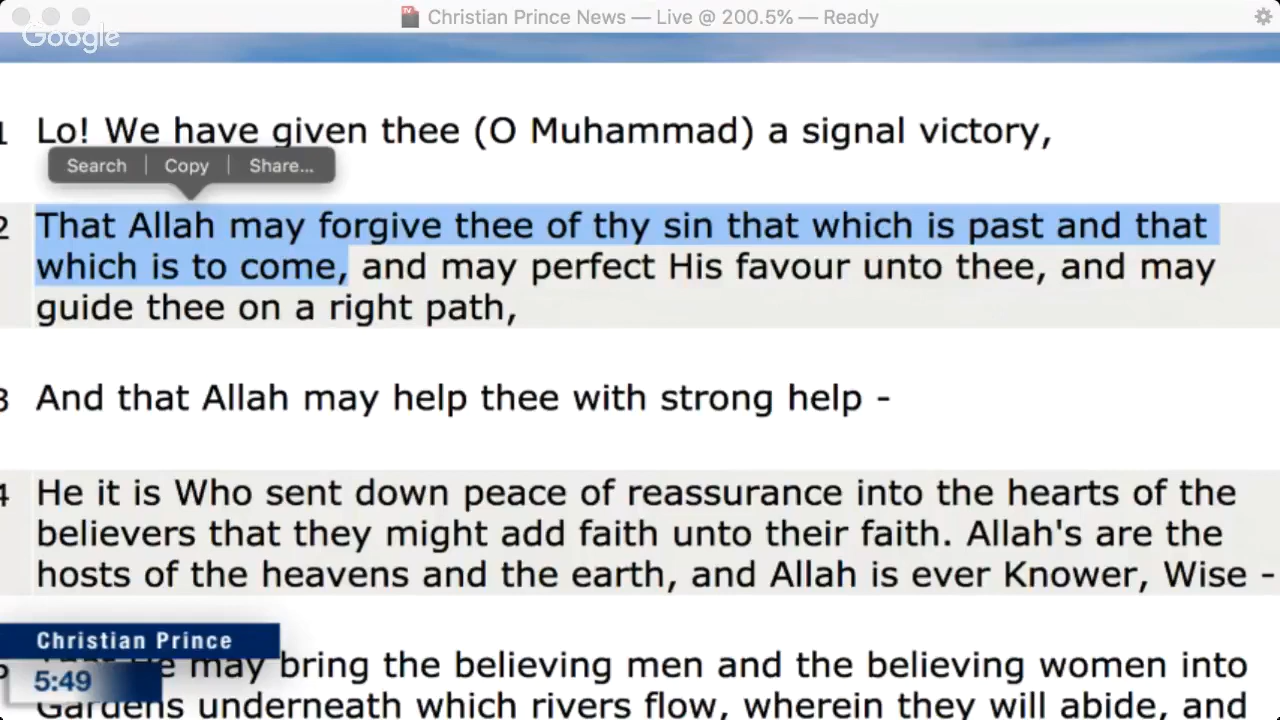 Christian Prince News — Live @ 200.5% — Ready
Google
1 Lo! We have given thee (O Muhammad) a signal victory,
Search Copy Share...
2 That Allah may forgive thee of thy sin that which is past and that
which is to come, and may perfect His favour unto thee, and may
guide thee on a right path,
3 And that Allah may help thee with strong help -
4 He it is Who sent down peace of reassurance into the hearts of the
believers that they might add faith unto their faith. Allah's are the
hosts of the heavens and the earth, and Allah is ever Knower, Wise -
Christian Prince
may bring the believing men and the believing women into
5:49
Gardens underneath which rivers flow, wherein they will abide, and